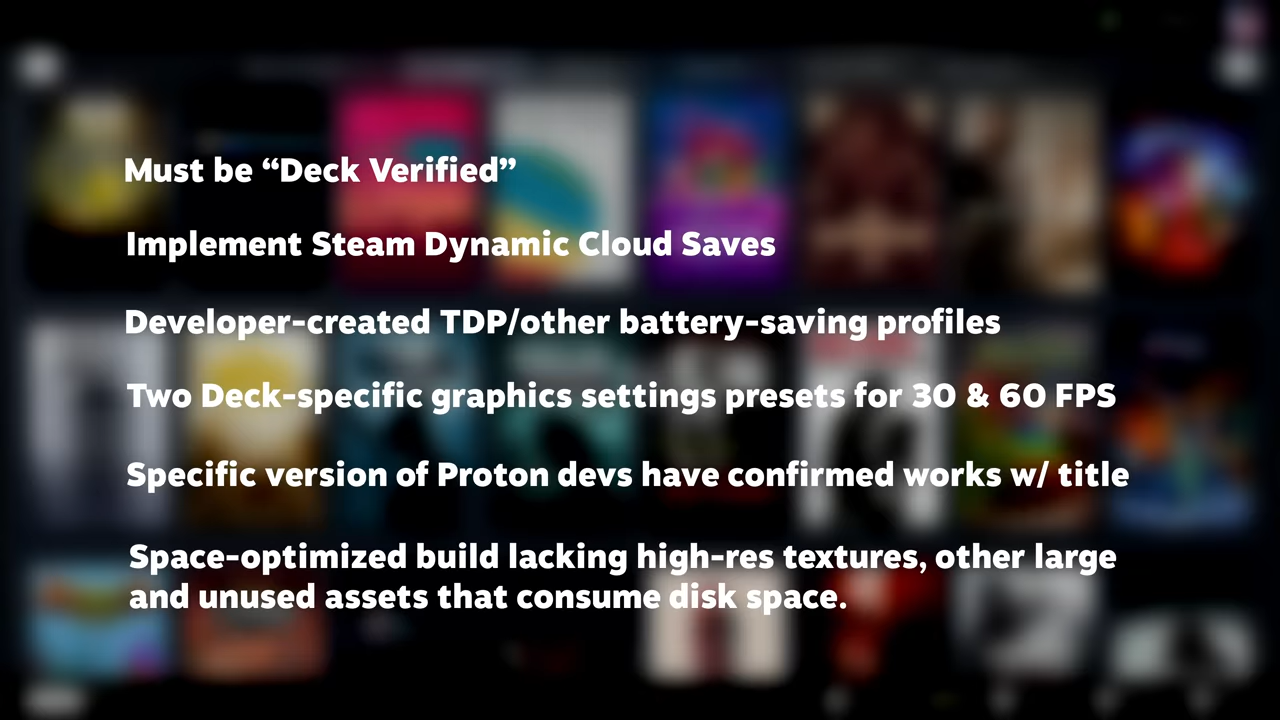 Must be “Deck Verified”
Implement Steam Dynamic Cloud Saves
Developer-created TDP/other battery-saving profiles
Two Deck-specific graphics settings presets for 30 & 60 FPS
Specific version of Proton devs have confirmed works w/ title
Space-optimized build lacking high-res textures, other large
and unused assets that consume disk space.